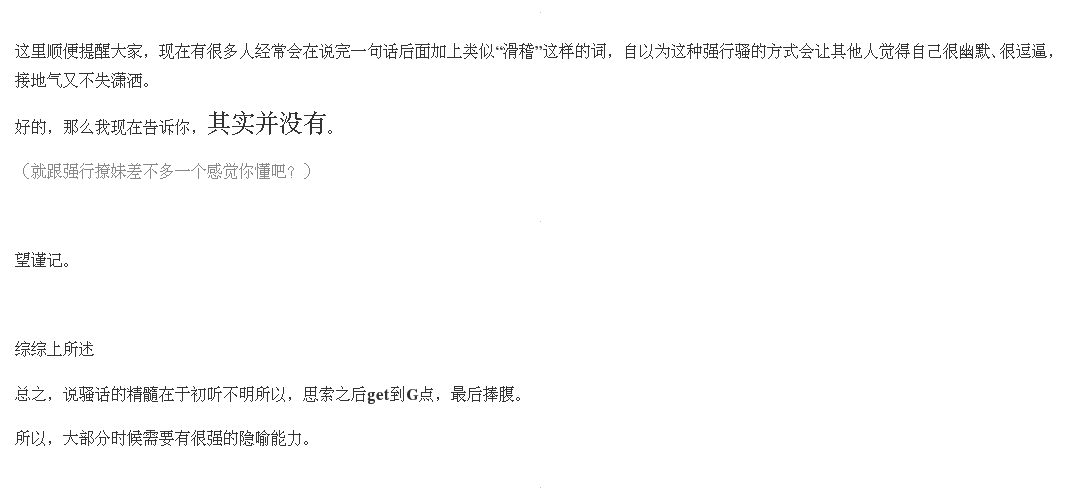 这里顺便提醒大家，现在有很多人经常会在说完一句话后面加上类似“滑稽”这样的词，自以为这种强行骚的方式会让其他人觉得自己很幽默、很逗逼，
接地气又不失潇洒。
好的，那么我现在告诉你，其实并没有。
（就跟强行撩妹差不多一个感觉你懂吧？）
望谨记。
综综上所述
总之，说骚话的精髓在于初听不明所以，思索之后get到G点，最后捧腹。
所以，大部分时候需要有很强的隐喻能力。